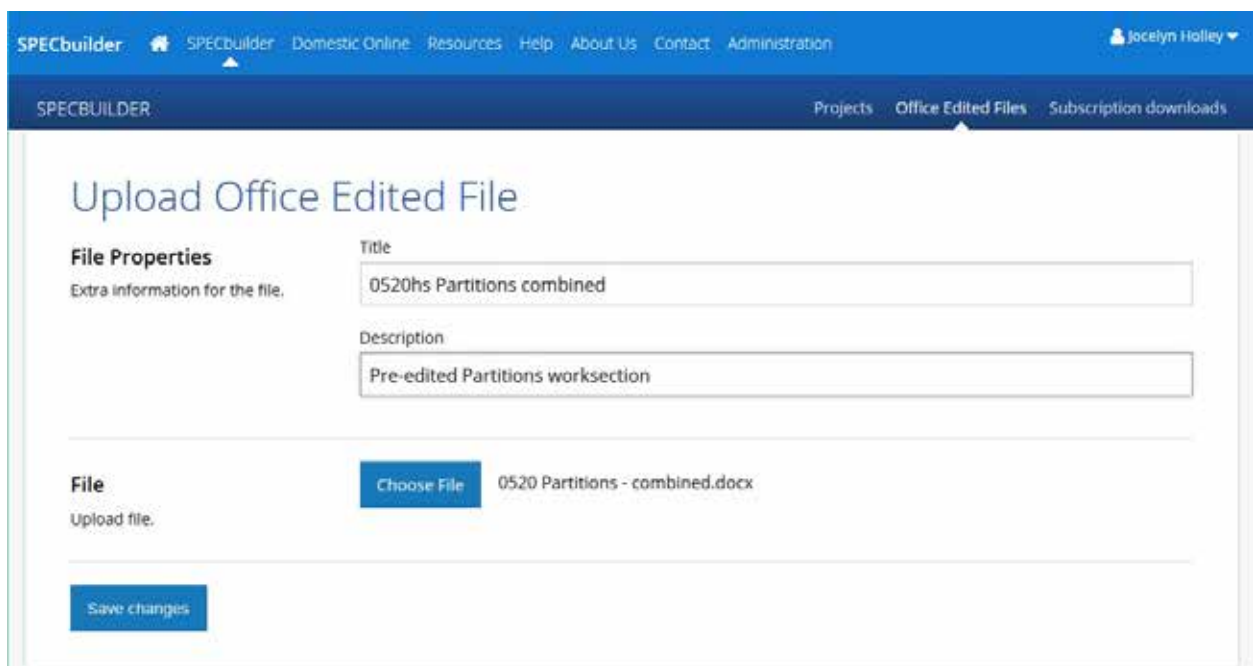 SPECbuilder SPECbuilder Domestic Online Resources Help About Us Contact Administration Jocelyn Holley
SPECBUILDER Projects Office Edited Files Subscription downloads
Upload Office Edited File
File Properties
Extra information for the file.
Title
0520hs Partitions combined
Description
Pre-edited Partitions worksection
File
Upload file.
Choose File 0520 Partitions - combined.docx
Save changes